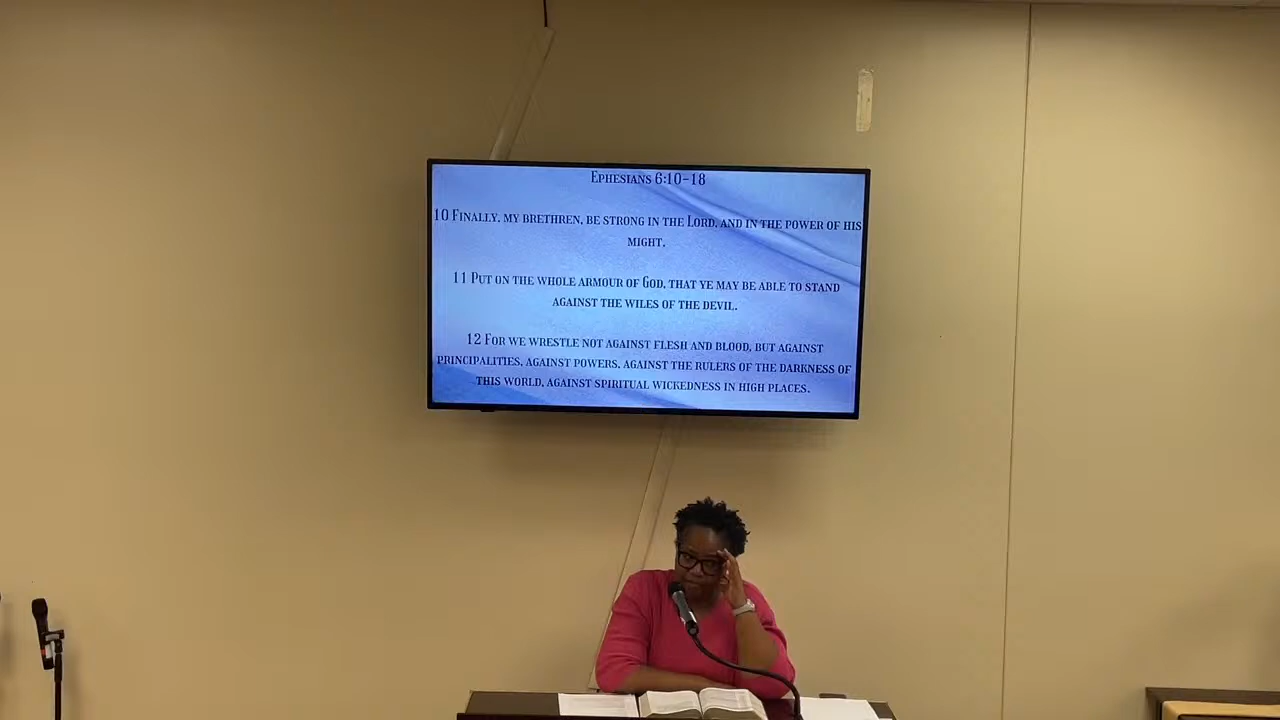 Ephesians 6:10-18
10 Finally, my brethren, be strong in the Lord, and in the power of his
might.
11 Put on the whole armour of God, that ye may be able to stand
against the wiles of the devil.
12 For we wrestle not against flesh and blood, but against
principalities, against powers, against the rulers of the darkness of
this world, against spiritual wickedness in high places.